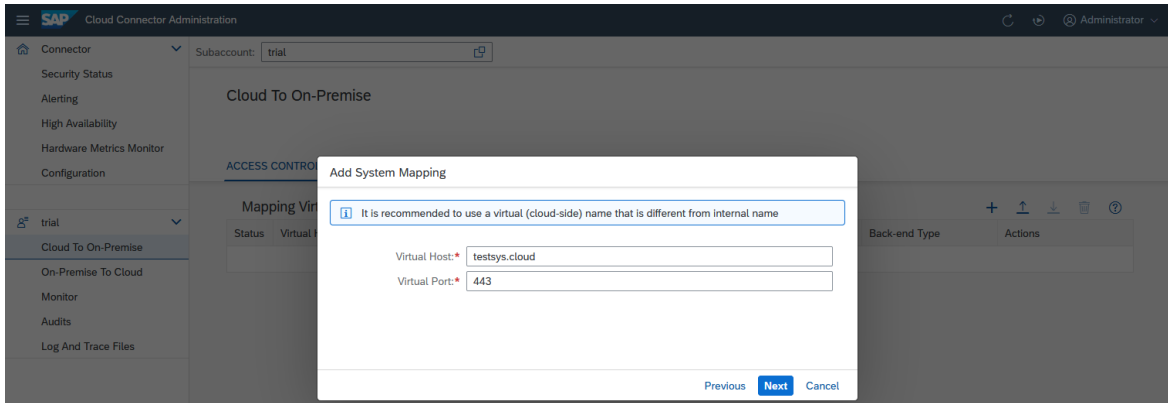 SAP Cloud Connector Administration
Administrator
Connector
Security Status
Alerting
High Availability
Hardware Metrics Monitor
Configuration
trial
Cloud To On-Premise
On-Premise To Cloud
Monitor
Audits
Log And Trace Files
Subaccount: trial
Cloud To On-Premise
ACCESS CONTROL
Mapping Virt
Status Virtual H Back-end Type Actions
Add System Mapping
It is recommended to use a virtual (cloud-side) name that is different from internal name
Virtual Host:* testsys.cloud
Virtual Port:* 443
Previous Next Cancel